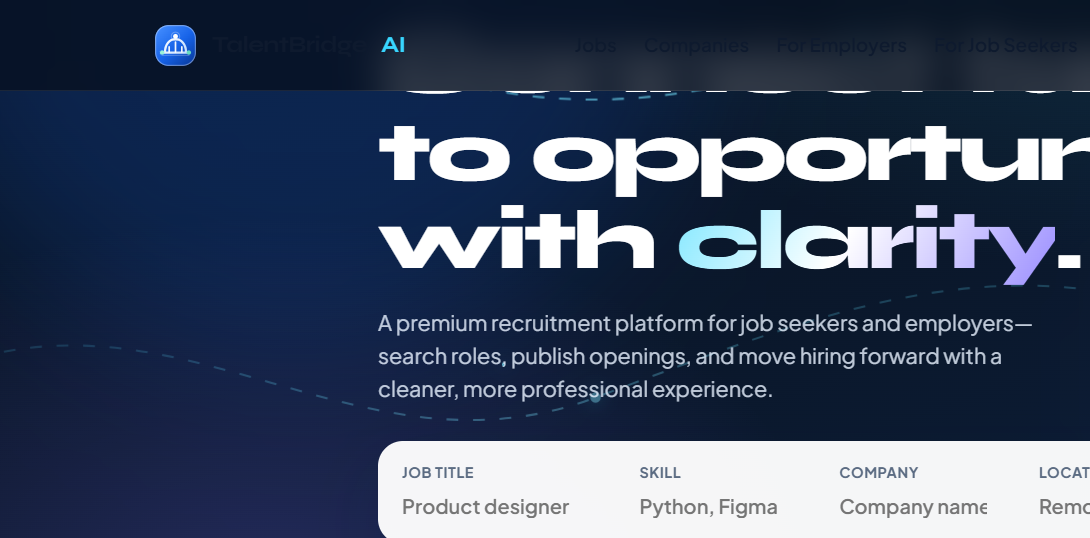 TalentBridge AI
Jobs Companies For Employers For Job Seekers
to opportun
with clarity.
A premium recruitment platform for job seekers and employers—
search roles, publish openings, and move hiring forward with a
cleaner, more professional experience.
JOB TITLE SKILL COMPANY LOCAT
Product designer Python, Figma Company name Remo